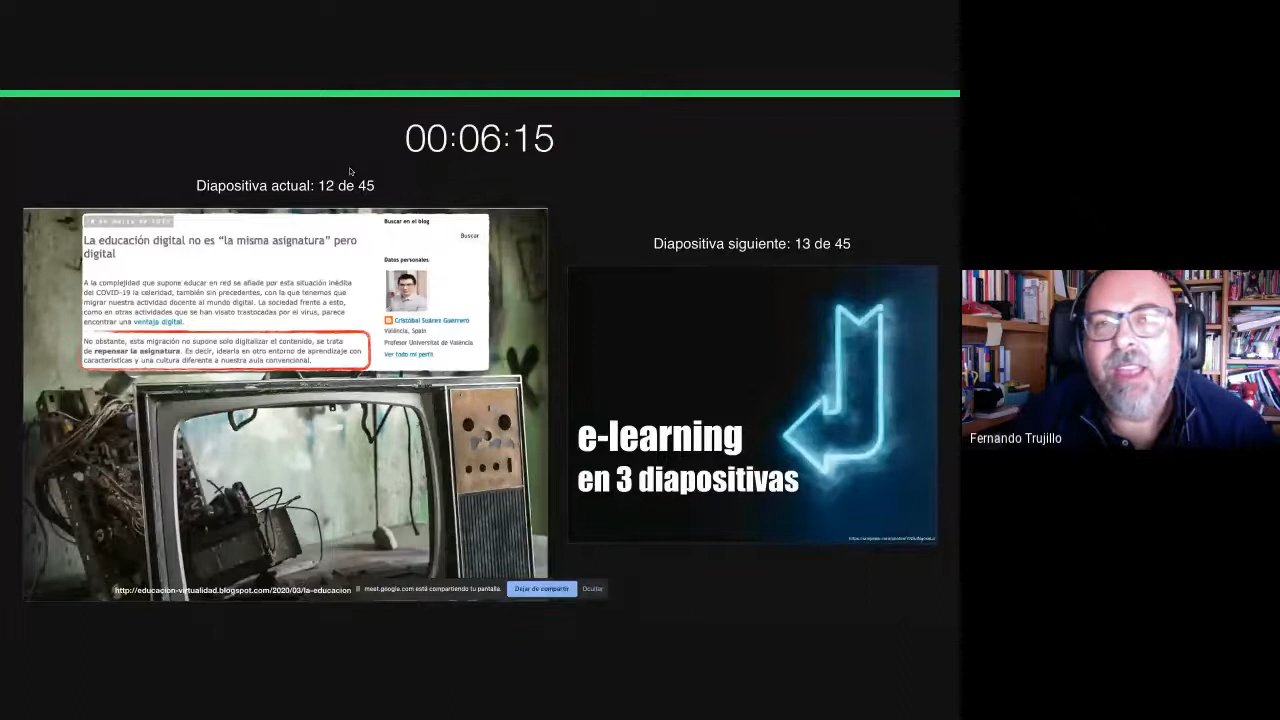 00:06:15
Diapositiva actual: 12 de 45
La educación digital no es “la misma asignatura” pero
digital
A la complejidad que supone educar en red se añade por esta situación inédita
del COVID-19 la celeridad, también sin precedentes, con la que tenemos que
migrar nuestra actividad docente al mundo digital. La sociedad frente a esto,
como en otras actividades que se han visato trastocadas por el virus, parece
encontrar una ventaja digital.
No obstante, esta migración no supone solo digitalizar el contenido, se trata
de repensar la asignatura. Es decir, idearla en otro entorno de aprendizaje con
características y una cultura diferente a nuestra aula convencional.
Buscar en el blog
Buscar
Datos personales
Cristóbal Suárez Guerrero
València, Spain
Profesor Universitat de València
Ver todo mi perfil
http://educacion-virtualidad.blogspot.com/2020/03/la-educacion
meet.google.com está compartiendo tu pantalla.
Dejar de compartir
Ocultar
Diapositiva siguiente: 13 de 45
e-learning
en 3 diapositivas
Fernando Trujillo